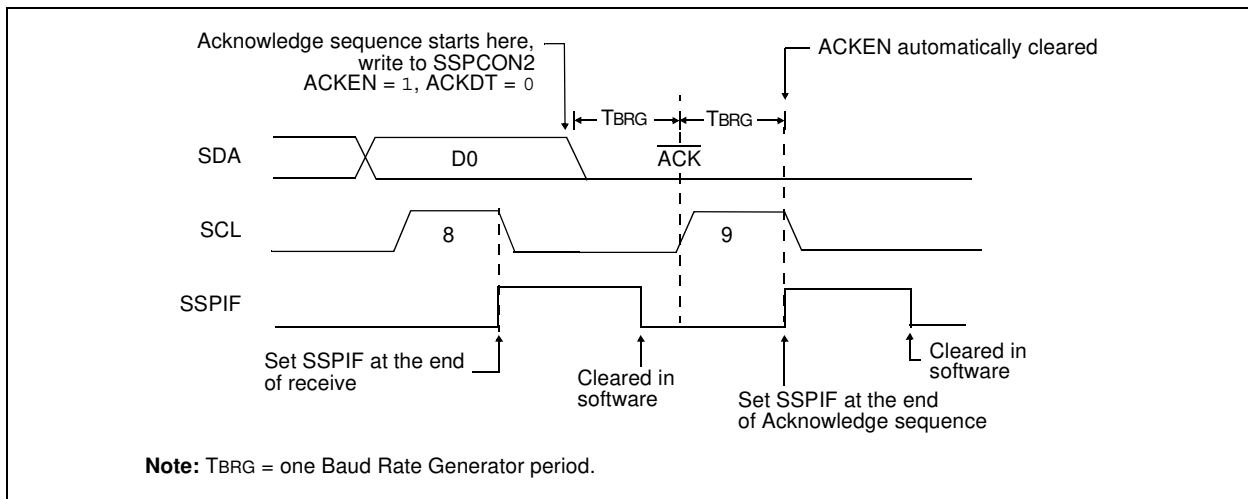 Acknowledge sequence starts here,
write to SSPCON2
ACKEN = 1, ACKDT = 0
ACKEN automatically cleared
TBRG
TBRG
SDA
D0
ACK
SCL
8
9
SSPIF
Set SSPIF at the end
of receive
Cleared in
software
Set SSPIF at the end
of Acknowledge sequence
Cleared in
software
Note: TBRG = one Baud Rate Generator period.